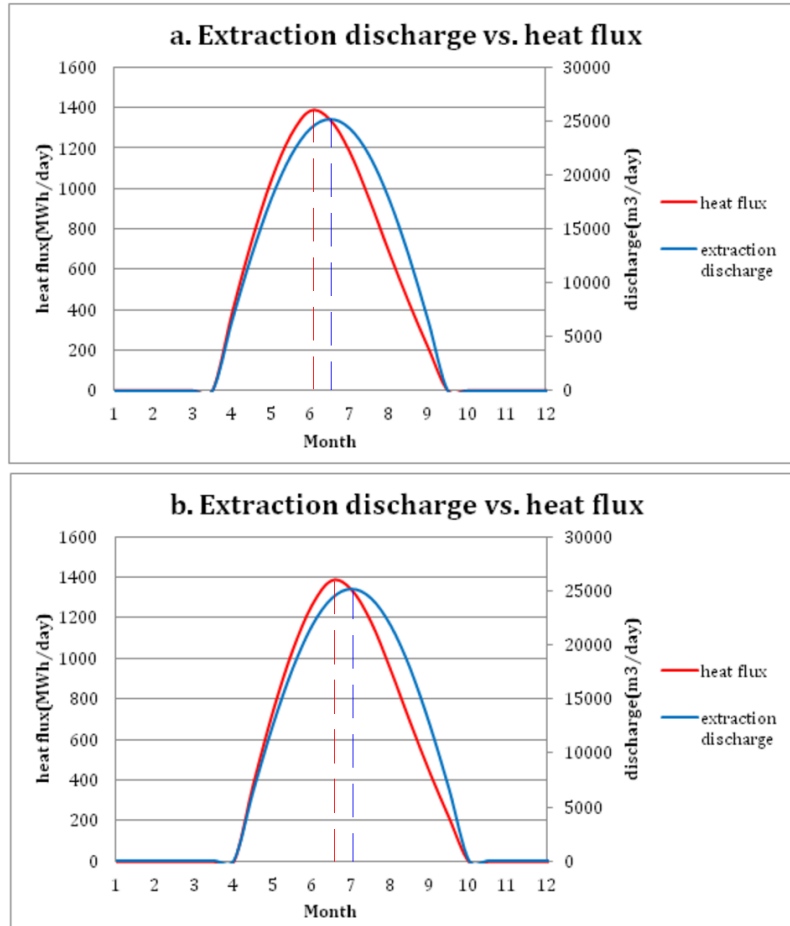 a. Extraction discharge vs. heat flux
1600
1400
1200
1000
800
600
400
200
0
heat flux(MWh/day)
30000
25000
20000
15000
10000
5000
0
discharge(m3/day)
1 2 3 4 5 6 7 8 9 10 11 12
Month
heat flux
extraction
discharge
b. Extraction discharge vs. heat flux
1600
1400
1200
1000
800
600
400
200
0
heat flux(MWh/day)
30000
25000
20000
15000
10000
5000
0
discharge(m3/day)
1 2 3 4 5 6 7 8 9 10 11 12
Month
heat flux
extraction
discharge